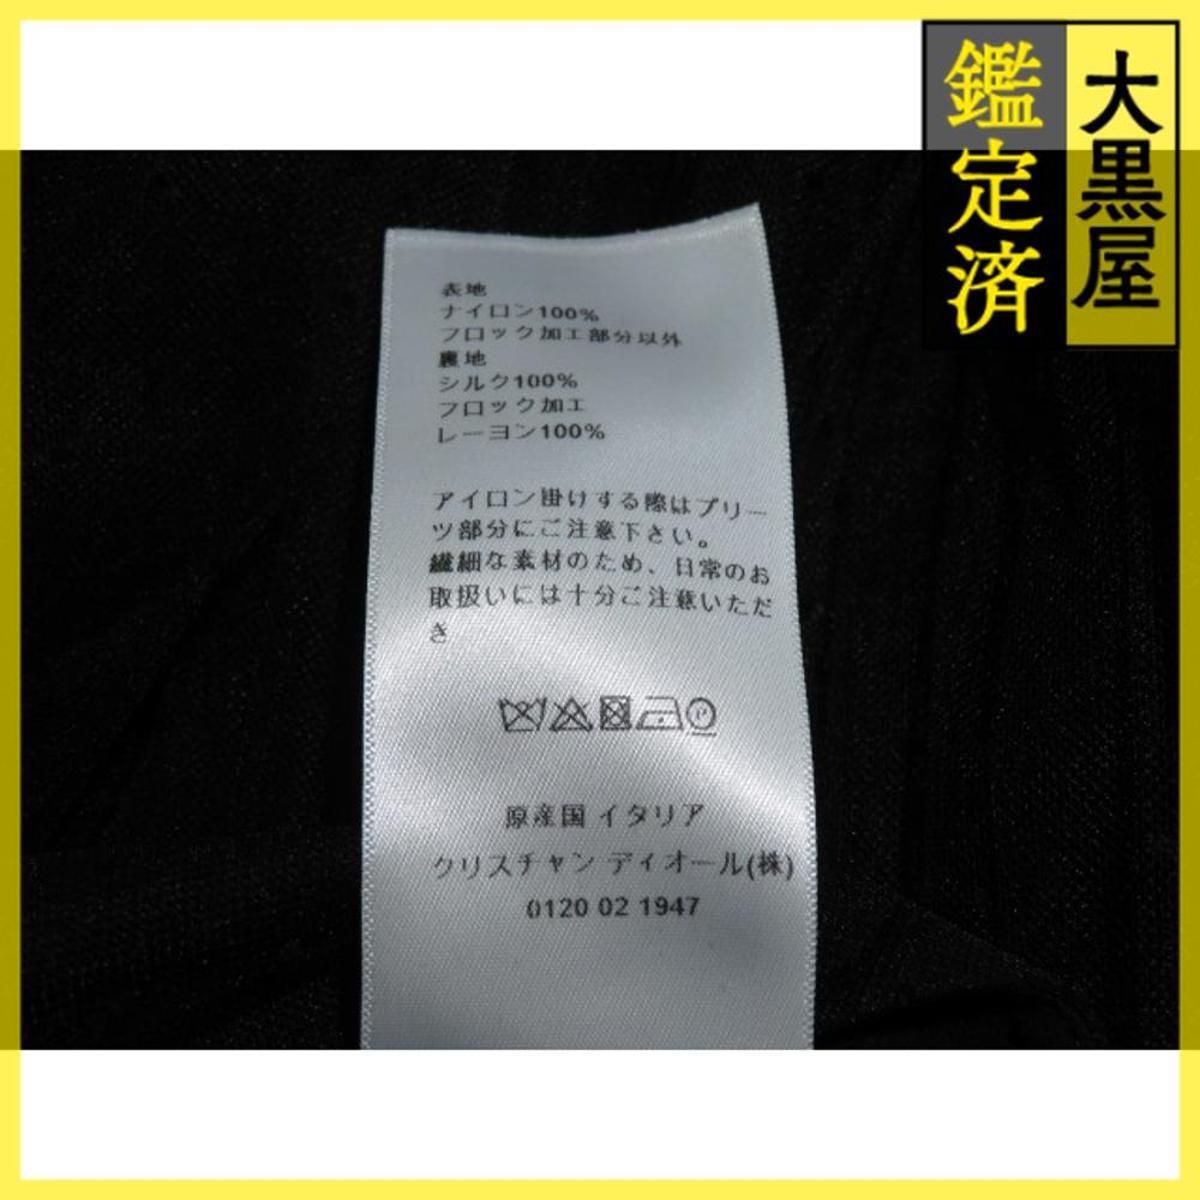 大黒屋
鑑定済
表地
ナイロン100%
フロック加工部分以外
裏地
シルク100%
フロック加工
レーヨン100%
アイロン掛けする際はプリー
ツ部分にご注意下さい。
繊細な素材のため、日常のお
取扱いには十分ご注意いただ
き
P
原産国 イタリア
クリスチャン ディオール(株)
0120 02 1947